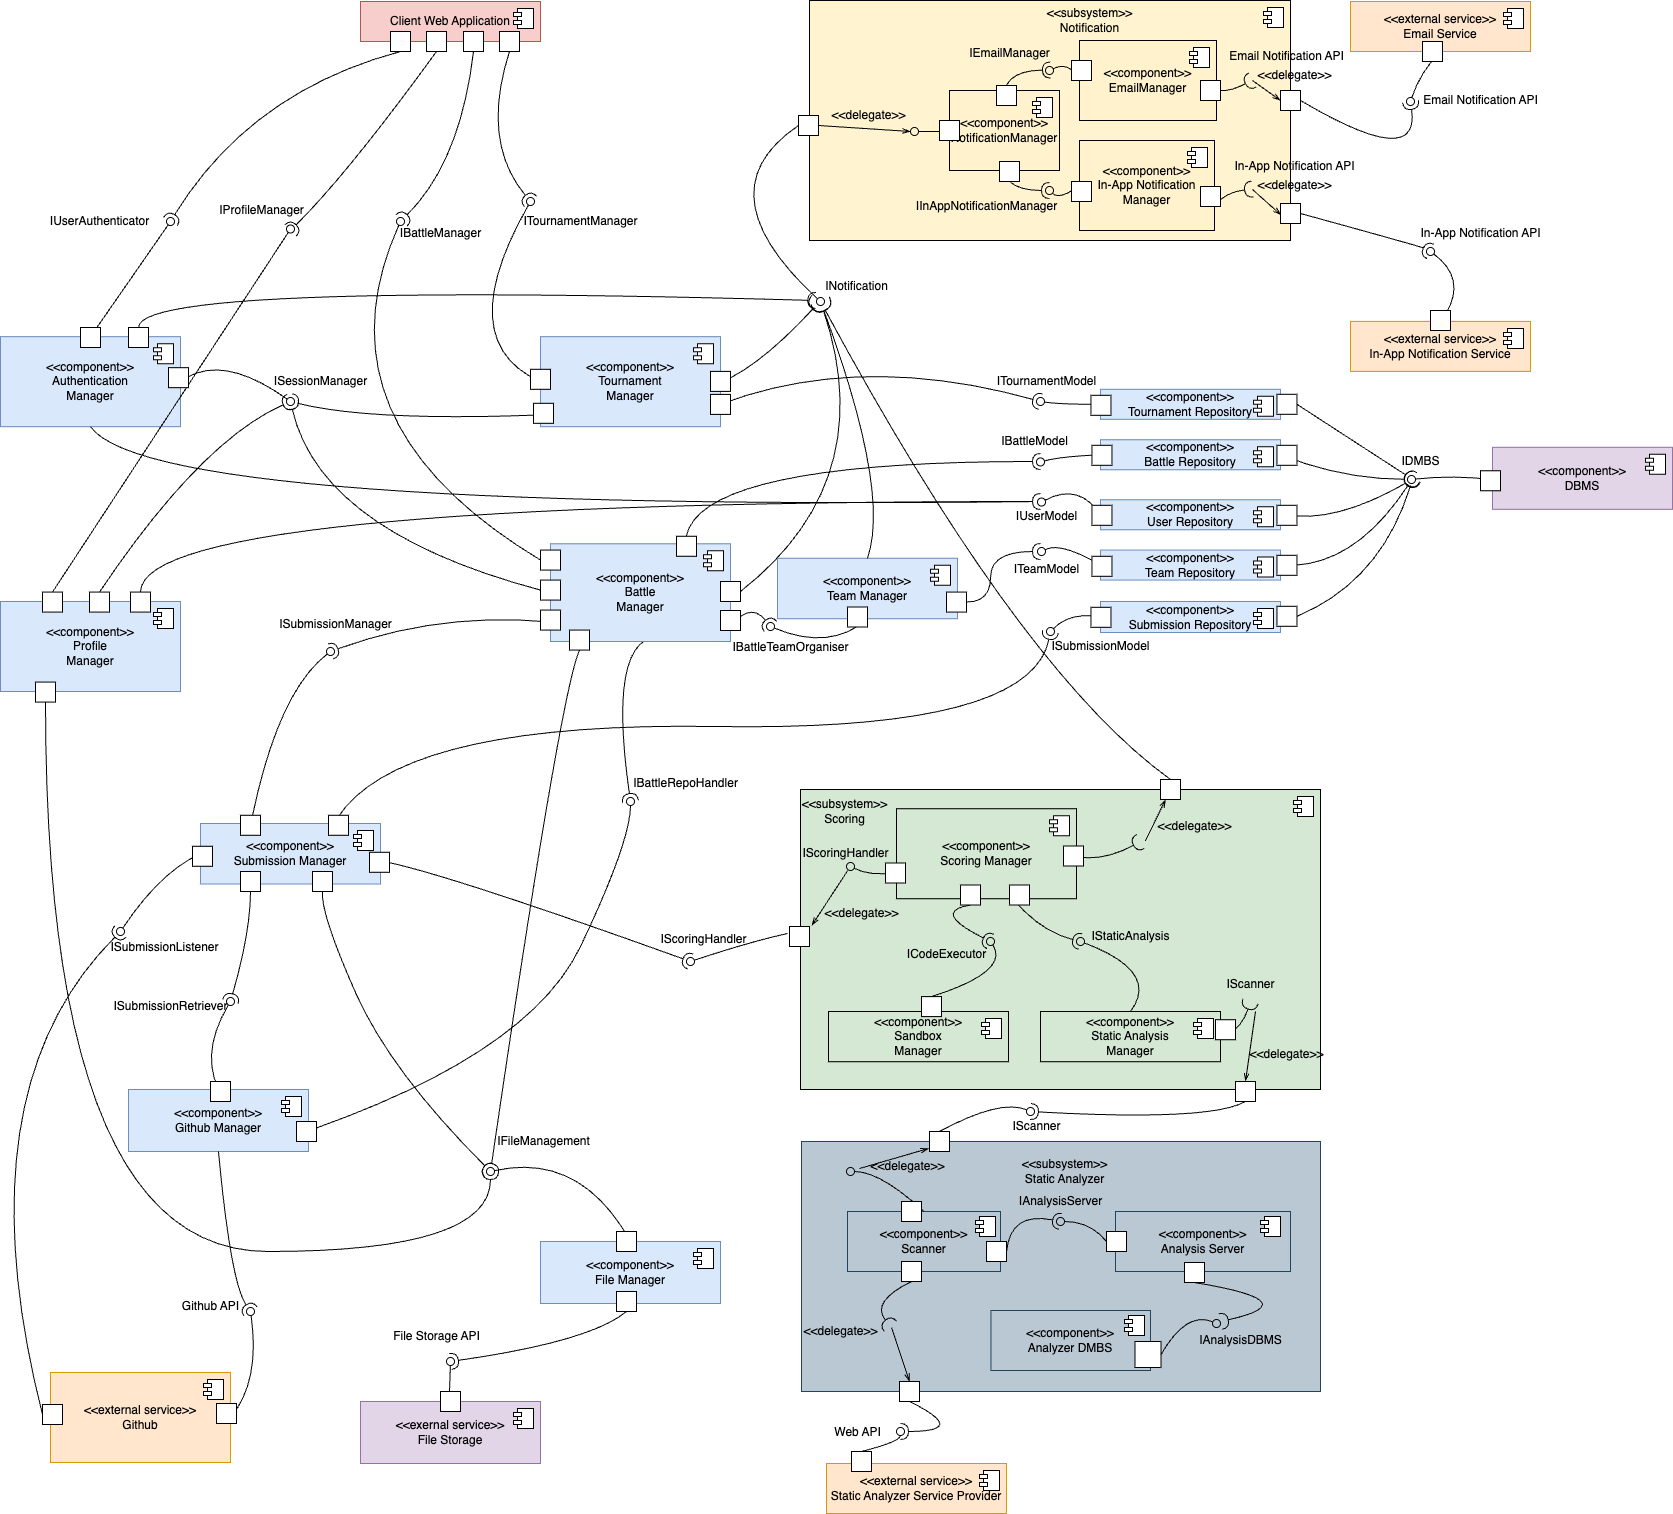 Client Web Application
<<subsystem>>
Notification
IEmailManager
<<component>>
EmailManager
Email Notification API
<<delegate>>
<<external service>>
Email Service
Email Notification API
<<delegate>>
<<component>>
NotificationManager
<<component>>
In-App Notification
Manager
In-App Notification API
<<delegate>>
IInAppNotificationManager
In-App Notification API
<<external service>>
In-App Notification Service
IUserAuthenticator
IProfileManager
IBattleManager
ITournamentManager
INotification
<<component>>
Authentication
Manager
ISessionManager
<<component>>
Tournament
Manager
ITournamentModel
<<component>>
Tournament Repository
IBattleModel
<<component>>
Battle Repository
IDMBS
<<component>>
DBMS
IUserModel
<<component>>
User Repository
ITeamModel
<<component>>
Team Repository
<<component>>
Submission Repository
ISubmissionModel
<<component>>
Battle
Manager
<<component>>
Team Manager
IBattleTeamOrganiser
<<component>>
Profile
Manager
ISubmissionManager
IBattleRepoHandler
<<component>>
Submission Manager
<<subsystem>>
Scoring
<<component>>
Scoring Manager
<<delegate>>
IScoringHandler
<<delegate>>
IScoringHandler
ICodeExecutor
IStaticAnalysis
IScanner
<<component>>
Sandbox
Manager
<<component>>
Static Analysis
Manager
<<delegate>>
ISubmissionListener
ISubmissionRetriever
<<component>>
Github Manager
IScanner
IFileManagement
<<delegate>>
<<subsystem>>
Static Analyzer
IAnalysisServer
<<component>>
Scanner
<<component>>
Analysis Server
<<component>>
File Manager
<<delegate>>
<<component>>
Analyzer DMBS
IAnalysisDBMS
Github API
File Storage API
<<external service>>
Github
<<exernal service>>
File Storage
Web API
<<external service>>
Static Analyzer Service Provider